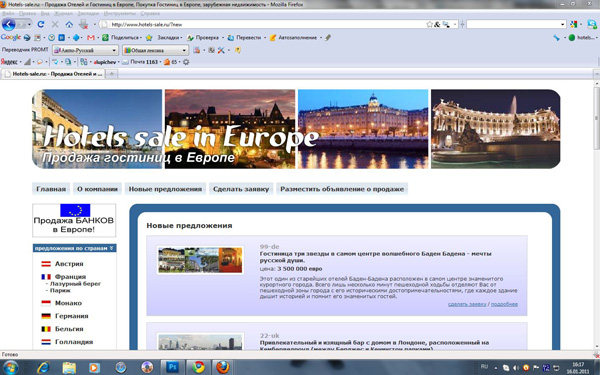 Hotels-sale.ru: - Продажа Отелей и Гостиниц в Европе, Покупка Гостиниц в Европе, зарубежная недвижимость - Mozilla Firefox
http://www.hotels-sale.ru/?new
Google Поиск Поделиться Закладки Проверка Перевести Автозаполнение hotels...
Переводчик PROMT Англо-Русский Общая лексика
Яндекс zlupichev Почта 1163 65
Hotels-sale.ru: - Продажа Отелей и ...
Hotels sale in Europe
Продажа гостиниц в Европе
Главная О компании Новые предложения Сделать заявку Разместить объявление о продаже
Продажа БАНКОВ
в Европе!
предложения по странам
Австрия
Франция
- Лазурный берег
- Париж
Монако
Германия
Бельгия
Голландия
Новые предложения
99-de
Гостиница три звезды в самом центре волшебного Баден Бадена - мечты
русской души.
цена: 3 500 000 евро
Этот один из старейших отелей Баден-Бадена расположен в самом центре знаменитого
курортного города. Всего лишь несколько минут пешеходной ходьбы отделяют Вас от
пешеходной зоны города с его историческими достопримечательностями, где каждое здание
дышит историей и помнит его знаменитых гостей.
сделать заявку / подробнее
22-uk
Привлекательный и изящный бар с домом в Лондоне, расположенный на
Готово
RU 16:17
16.01.2011